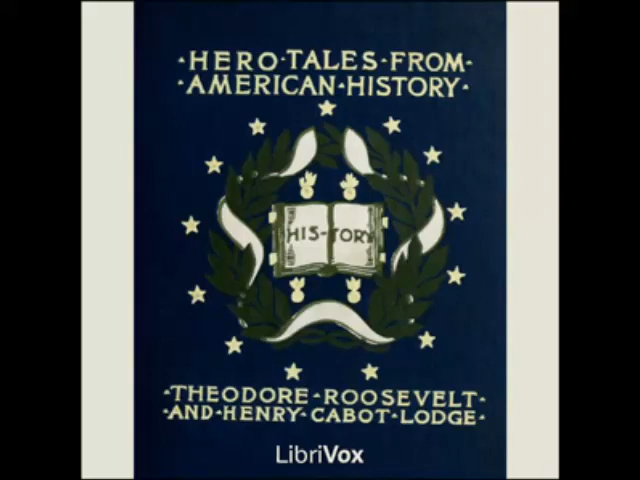 ·HERO·TALES·FROM·
·AMERICAN·HISTORY·
HIS-TORY
·THEODORE·ROOSEVELT·
·AND·HENRY·CABOT·LODGE·
LibriVox